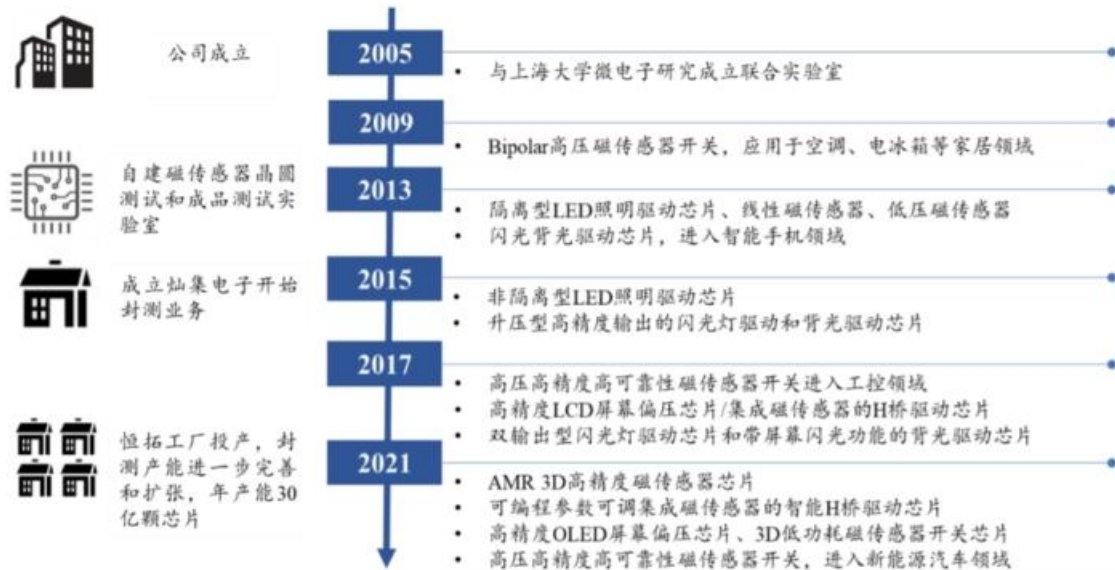 公司成立
2005
与上海大学微电子研究成立联合实验室
2009
Bipolar高压磁传感器开关，应用于空调、电冰箱等家居领域
自建磁传感器晶圆
测试和成品测试实
验室
2013
隔离型LED照明驱动芯片、线性磁传感器、低压磁传感器
闪光背光驱动芯片，进入智能手机领域
成立灿集电子开始
封测业务
2015
非隔离型LED照明驱动芯片
升压型高精度输出的闪光灯驱动和背光驱动芯片
2017
高压高精度高可靠性磁传感器开关进入工控领域
高精度LCD屏幕偏压芯片/集成磁传感器的H桥驱动芯片
双输出型闪光灯驱动芯片和带屏幕闪光功能的背光驱动芯片
恒拓工厂投产，封
测产能进一步完善
和扩张，年产能30
亿颗芯片
2021
AMR 3D高精度磁传感器芯片
可编程参数可调集成磁传感器的智能H桥驱动芯片
高精度OLED屏幕偏压芯片、3D低功耗磁传感器开关芯片
高压高精度高可靠性磁传感器开关，进入新能源汽车领域